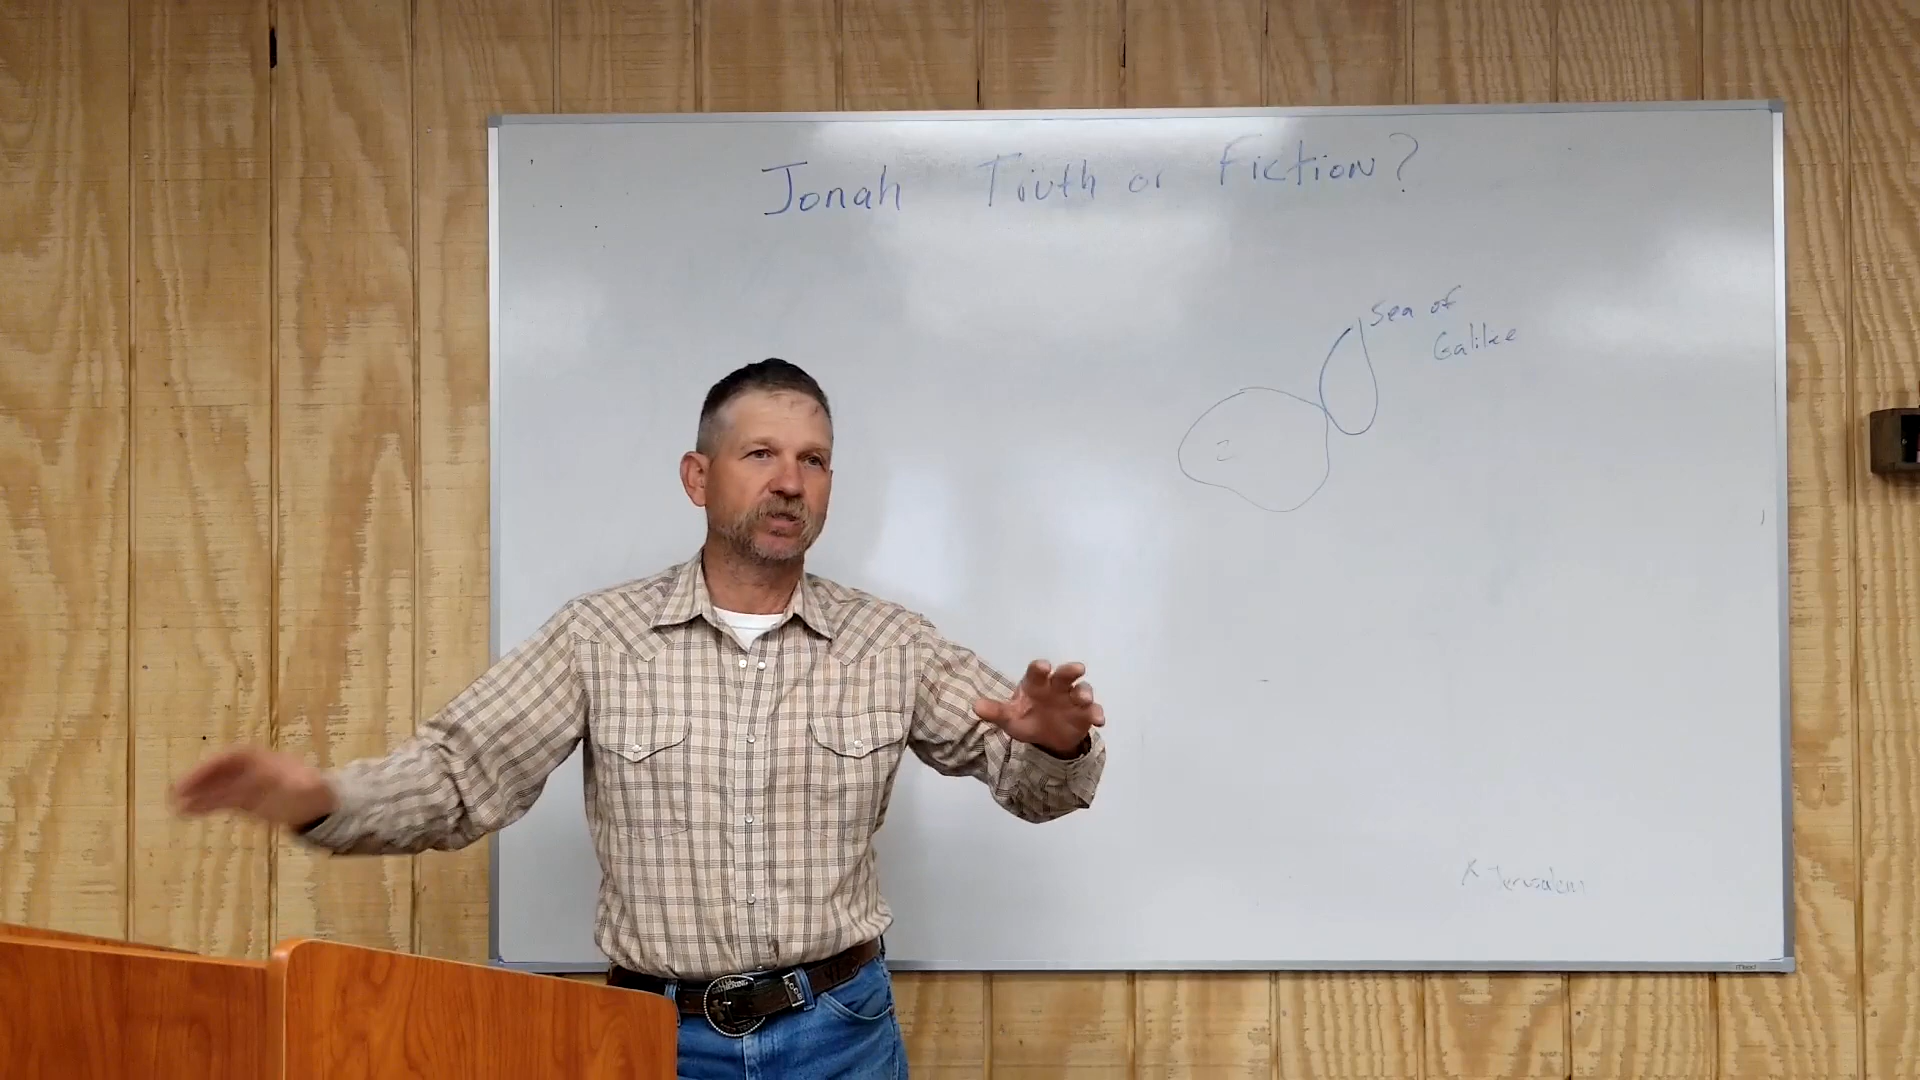 Jonah Truth or Fiction?
Sea of
Galilee
Z
x Jerusalem